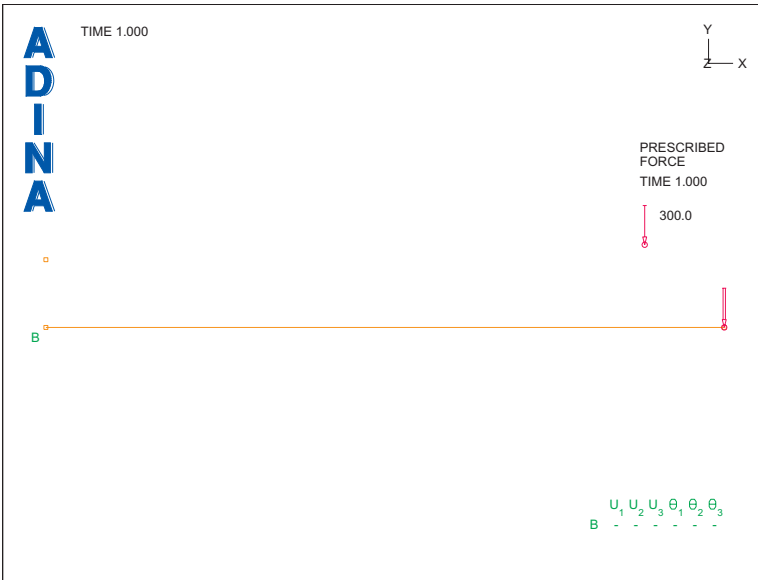 ADINA
TIME 1.000
Y
Z X
PRESCRIBED
FORCE
TIME 1.000
300.0
B
U1 U2 U3 θ1 θ2 θ3
B - - - - - -